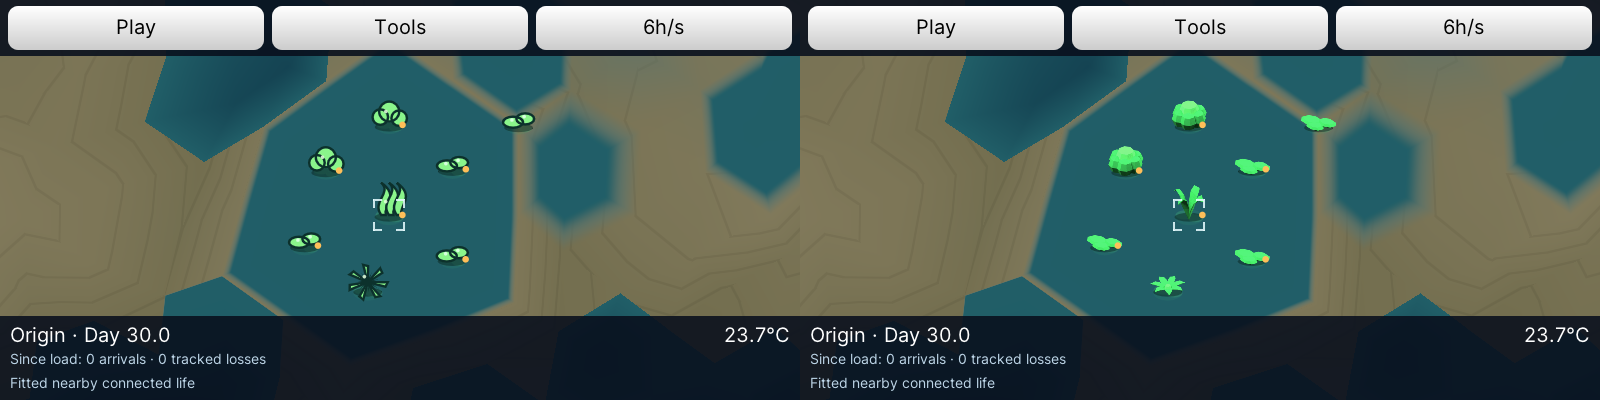 Play
Tools
6h/s
Play
Tools
6h/s
Origin · Day 30.0
23.7°C
Since load: 0 arrivals · 0 tracked losses
Fitted nearby connected life
Origin · Day 30.0
23.7°C
Since load: 0 arrivals · 0 tracked losses
Fitted nearby connected life